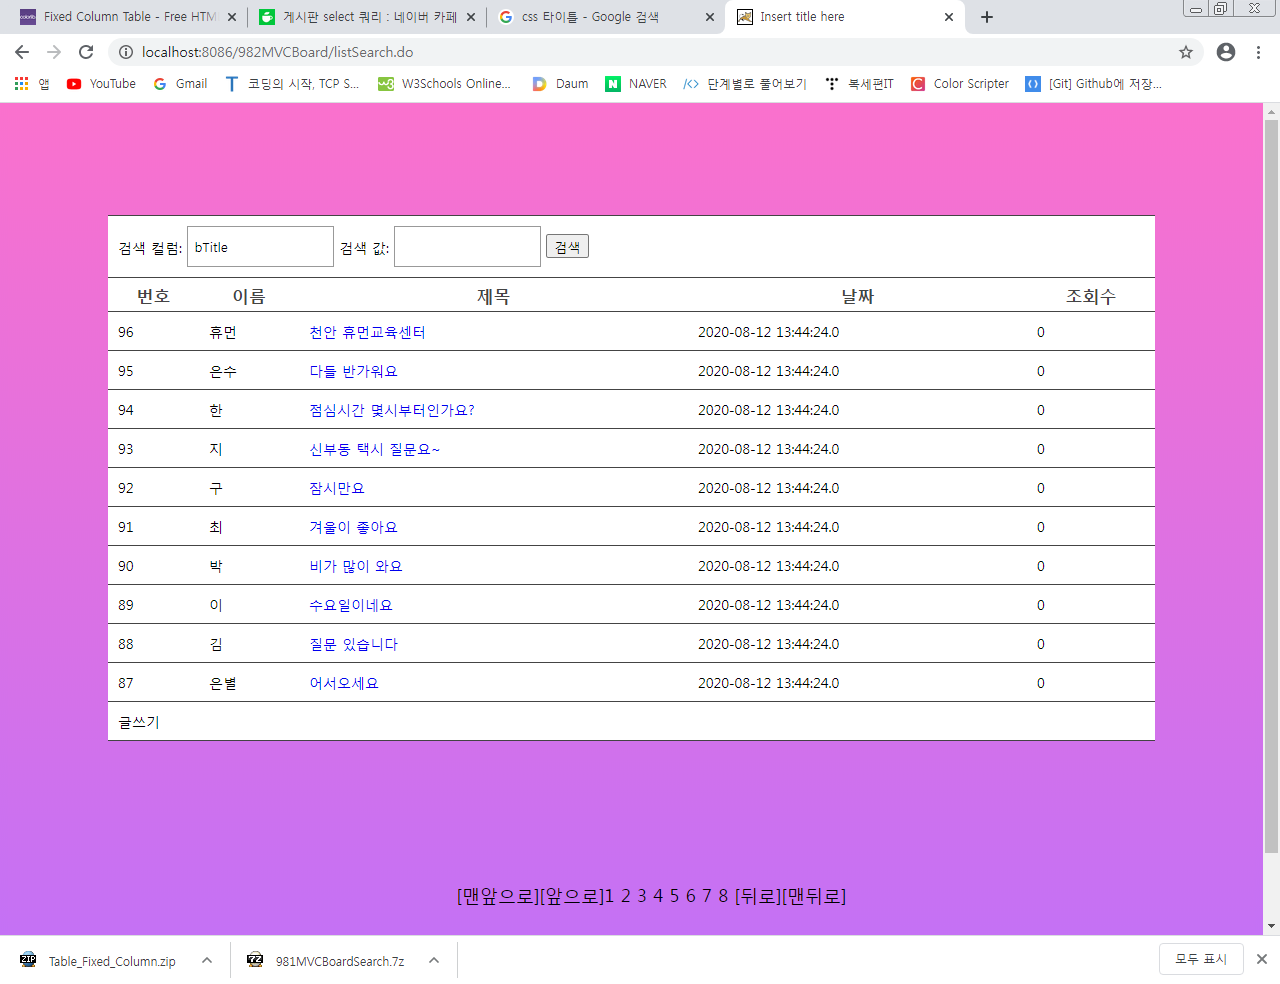 Fixed Column Table - Free HTM
게시판 select 쿼리 : 네이버 카페
css 타이틀 - Google 검색
Insert title here
localhost:8086/982MVCBoard/listSearch.do
앱 YouTube Gmail 코딩의 시작, TCP S... W3Schools Online... Daum NAVER 단계별로 풀어보기 복세편IT Color Scripter [Git] Github에 저장...
검색 컬럼: bTitle 검색 값: 검색
번호 이름 제목 날짜 조회수
96 휴먼 천안 휴먼교육센터 2020-08-12 13:44:24.0 0
95 은수 다들 반가워요 2020-08-12 13:44:24.0 0
94 한 점심시간 몇시부터인가요? 2020-08-12 13:44:24.0 0
93 지 신부동 택시 질문요~ 2020-08-12 13:44:24.0 0
92 구 잠시만요 2020-08-12 13:44:24.0 0
91 최 겨울이 좋아요 2020-08-12 13:44:24.0 0
90 박 비가 많이 와요 2020-08-12 13:44:24.0 0
89 이 수요일이네요 2020-08-12 13:44:24.0 0
88 김 질문 있습니다 2020-08-12 13:44:24.0 0
87 은별 어서오세요 2020-08-12 13:44:24.0 0
글쓰기
[맨앞으로][앞으로]1 2 3 4 5 6 7 8 [뒤로][맨뒤로]
Table_Fixed_Column.zip 981MVCBoardSearch.7z 모두 표시